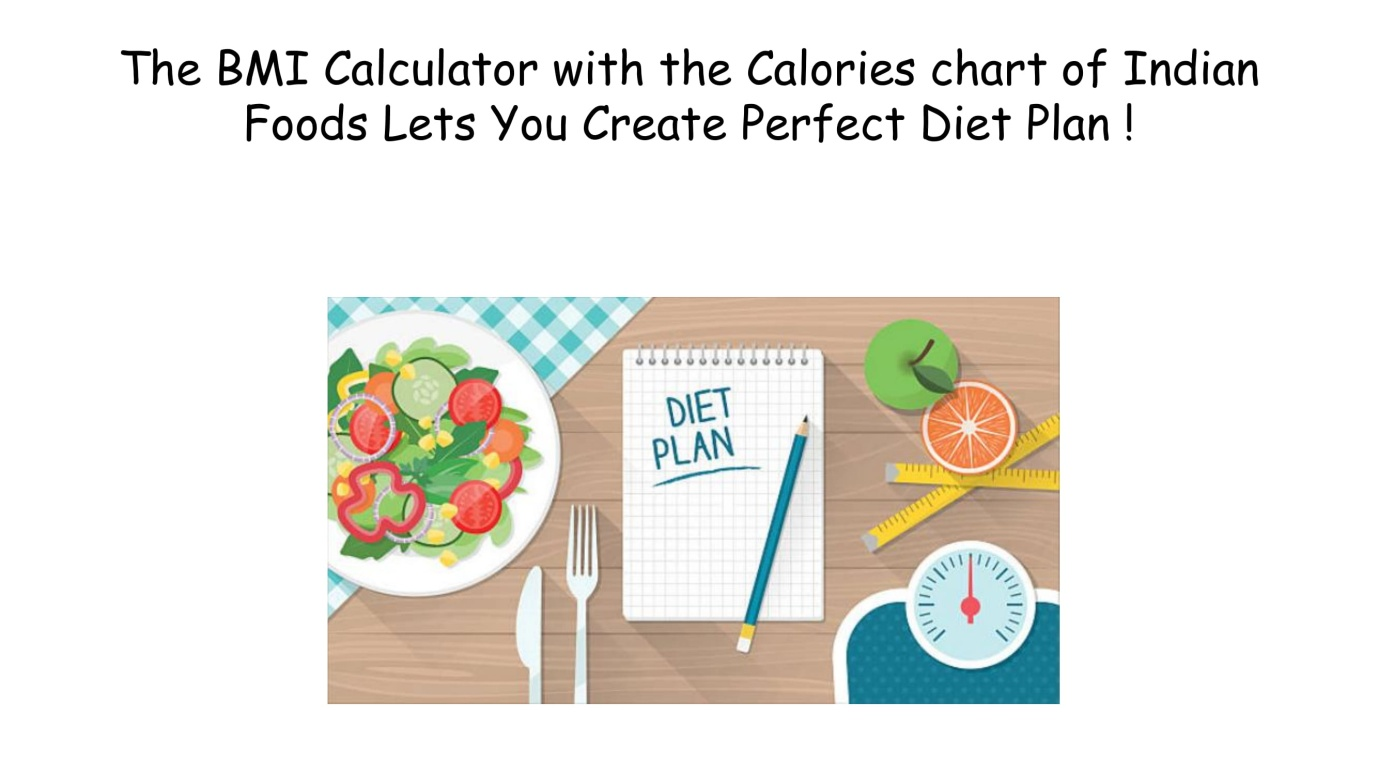 The BMI Calculator with the Calories chart of Indian
Foods Lets You Create Perfect Diet Plan !
DIET
PLAN